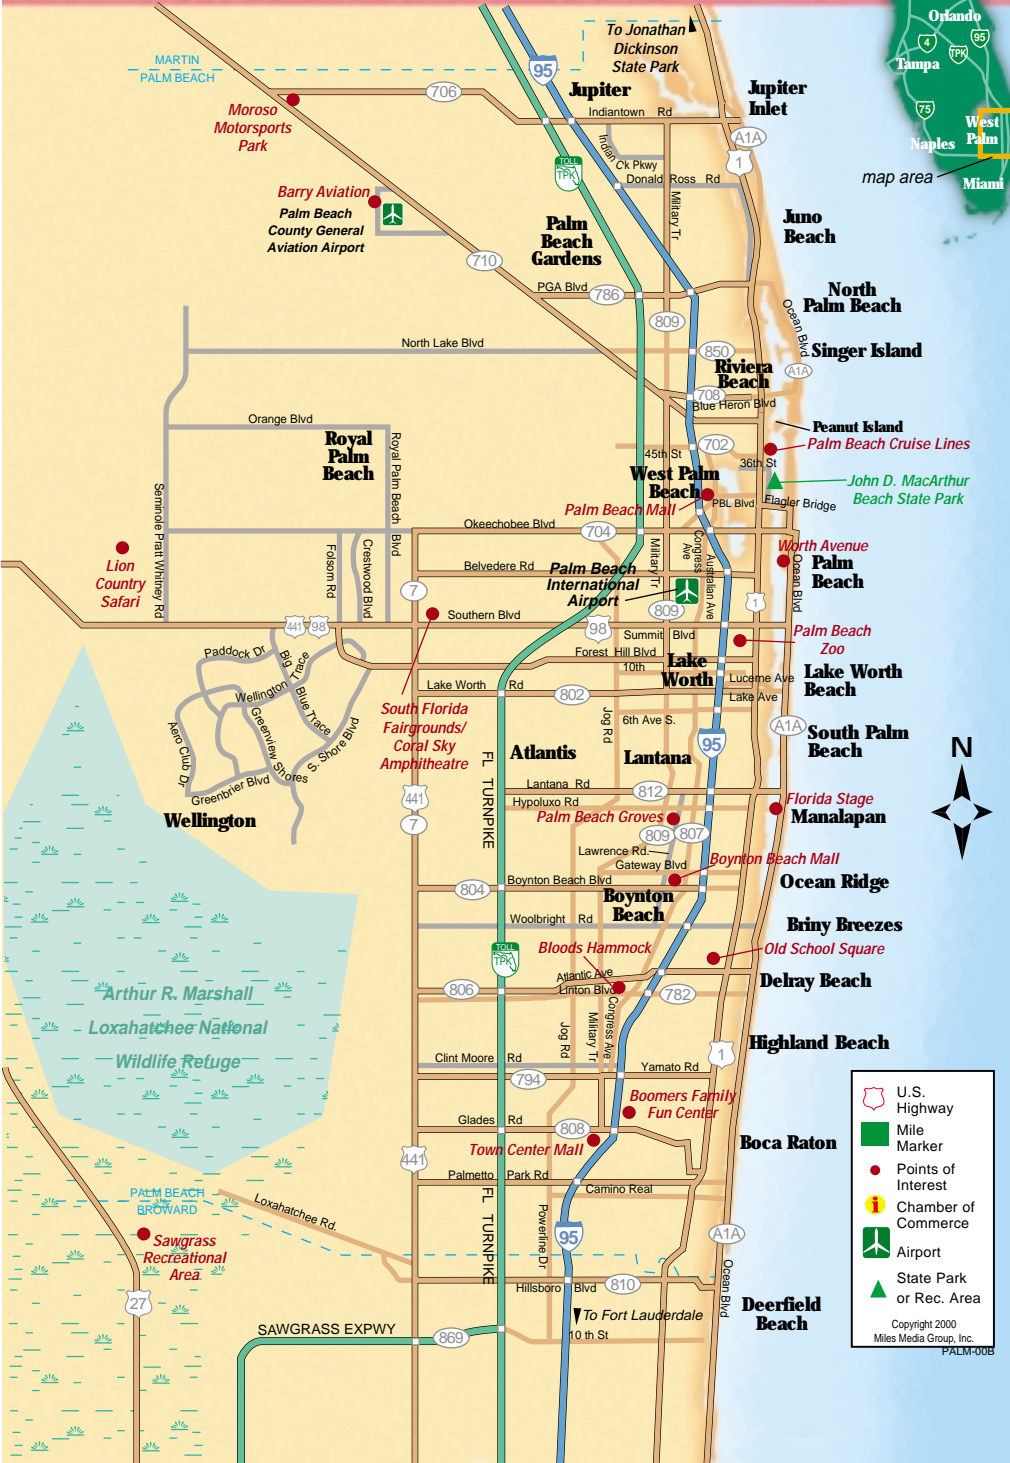 Orlando
4
95
TPK
Tampa
75
West
Palm
Naples
Miami
map area
To Jonathan
Dickinson
State Park
MARTIN
PALM BEACH
95
706
Jupiter
Jupiter
Inlet
Moroso
Motorsports
Park
Indiantown Rd
A1A
1
Indian
Ck Pkwy
Donald Ross Rd
TOLL
TPK
Military Tr
Barry Aviation
Palm Beach
County General
Aviation Airport
Palm
Beach
Gardens
Juno
Beach
710
PGA Blvd
786
North
Palm Beach
Ocean Blvd
809
North Lake Blvd
850
Singer Island
Riviera
Beach
A1A
708
Blue Heron Blvd
Orange Blvd
Peanut Island
Royal
Palm
Beach
Royal Palm Beach Blvd
702
Palm Beach Cruise Lines
45th St
36th St
West Palm
Beach
John D. MacArthur
Beach State Park
Seminole Pratt Whitney Rd
Palm Beach Mall
PBL Blvd
Flagler Bridge
Okeechobee Blvd
704
Folsom Rd
Crestwood Blvd
Military Tr
Congress Ave
Australian Ave
Worth Avenue
Palm
Beach
Lion
Country
Safari
Belvedere Rd
Palm Beach
International
Airport
Ocean Blvd
7
1
809
Southern Blvd
441
98
98
Summit Blvd
Palm Beach
Zoo
Paddock Dr
Big Blue Trace
Forest Hill Blvd
10th
Lake
Worth
Lucerne Ave
Lake Worth
Beach
Wellington Trace
Lake Worth Rd
802
Lake Ave
South Florida
Fairgrounds/
Coral Sky
Amphitheatre
Jog Rd
6th Ave S.
A1A
Aero Club Dr
Greenview Shores
S. Shore Blvd
95
South Palm
Beach
N
FL TURNPIKE
Atlantis
Lantana
Greenbrier Blvd
Lantana Rd
812
441
Hypoluxo Rd
Florida Stage
Wellington
7
Palm Beach Groves
Manalapan
809
807
Lawrence Rd.
Gateway Blvd
Boynton Beach Mall
804
Boynton Beach Blvd
Ocean Ridge
Boynton
Beach
Woolbright Rd
Briny Breezes
Bloods Hammock
Old School Square
TOLL
TPK
Atlantic Ave
Delray Beach
Arthur R. Marshall
Loxahatchee National
Wildlife Refuge
806
Linton Blvd
782
Jog Rd
Military Tr
Congress Ave
Highland Beach
Clint Moore Rd
1
Yamato Rd
794
Boomers Family
Fun Center
Glades Rd
808
Town Center Mall
Boca Raton
441
Palmetto Park Rd
Camino Real
PALM BEACH
BROWARD
Loxahatchee Rd.
FL TURNPIKE
Powerline Dr
95
A1A
Sawgrass
Recreational
Area
Ocean Blvd
27
Hillsboro Blvd
810
To Fort Lauderdale
Deerfield
Beach
SAWGRASS EXPWY
869
10 th St
U.S.
Highway
Mile
Marker
Points of
Interest
i
Chamber of
Commerce
Airport
State Park
or Rec. Area
Copyright 2000
Miles Media Group, Inc.
PALM-00B